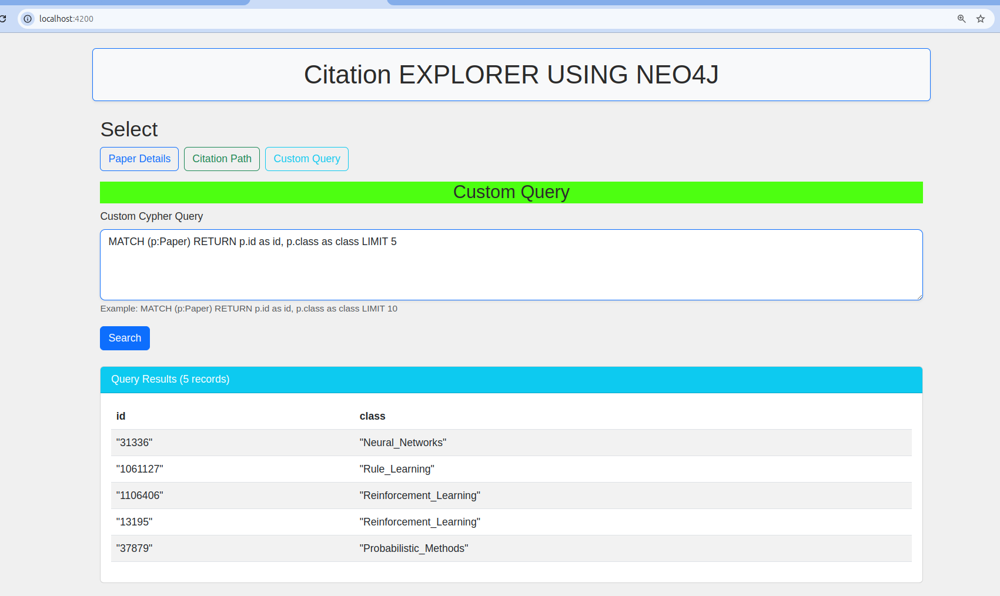 localhost:4200
Citation EXPLORER USING NEO4J
Select
Paper Details Citation Path Custom Query
Custom Query
Custom Cypher Query
MATCH (p:Paper) RETURN p.id as id, p.class as class LIMIT 5
Example: MATCH (p:Paper) RETURN p.id as id, p.class as class LIMIT 10
Search
Query Results (5 records)
id class
"31336" "Neural_Networks"
"1061127" "Rule_Learning"
"1106406" "Reinforcement_Learning"
"13195" "Reinforcement_Learning"
"37879" "Probabilistic_Methods"